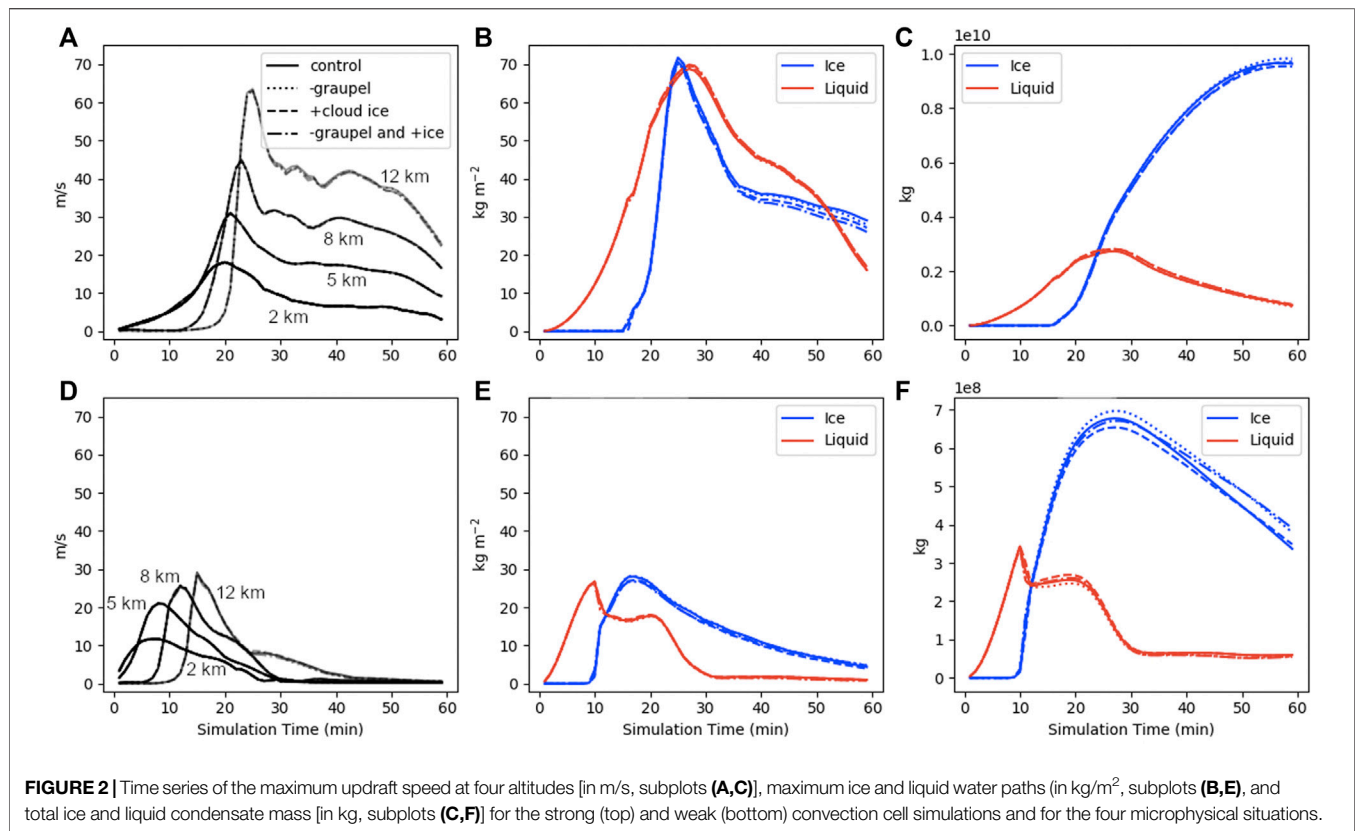 A
B
C
1e10
70
60
50
40
30
20
10
0
m/s
control
-graupel
+cloud ice
-graupel and +ice
12 km
8 km
5 km
2 km
0 10 20 30 40 50 60
70
60
50
40
30
20
10
0
kg m⁻²
Ice
Liquid
0 10 20 30 40 50 60
1.0
0.8
0.6
0.4
0.2
0.0
kg
Ice
Liquid
0 10 20 30 40 50 60
D
E
F
1e8
70
60
50
40
30
20
10
0
m/s
5 km
8 km
12 km
2 km
0 10 20 30 40 50 60
Simulation Time (min)
70
60
50
40
30
20
10
0
kg m⁻²
Ice
Liquid
0 10 20 30 40 50 60
Simulation Time (min)
7
6
5
4
3
2
1
0
kg
Ice
Liquid
0 10 20 30 40 50 60
Simulation Time (min)
FIGURE 2 | Time series of the maximum updraft speed at four altitudes [in m/s, subplots (A,C)], maximum ice and liquid water paths (in kg/m², subplots (B,E), and
total ice and liquid condensate mass [in kg, subplots (C,F)] for the strong (top) and weak (bottom) convection cell simulations and for the four microphysical situations.